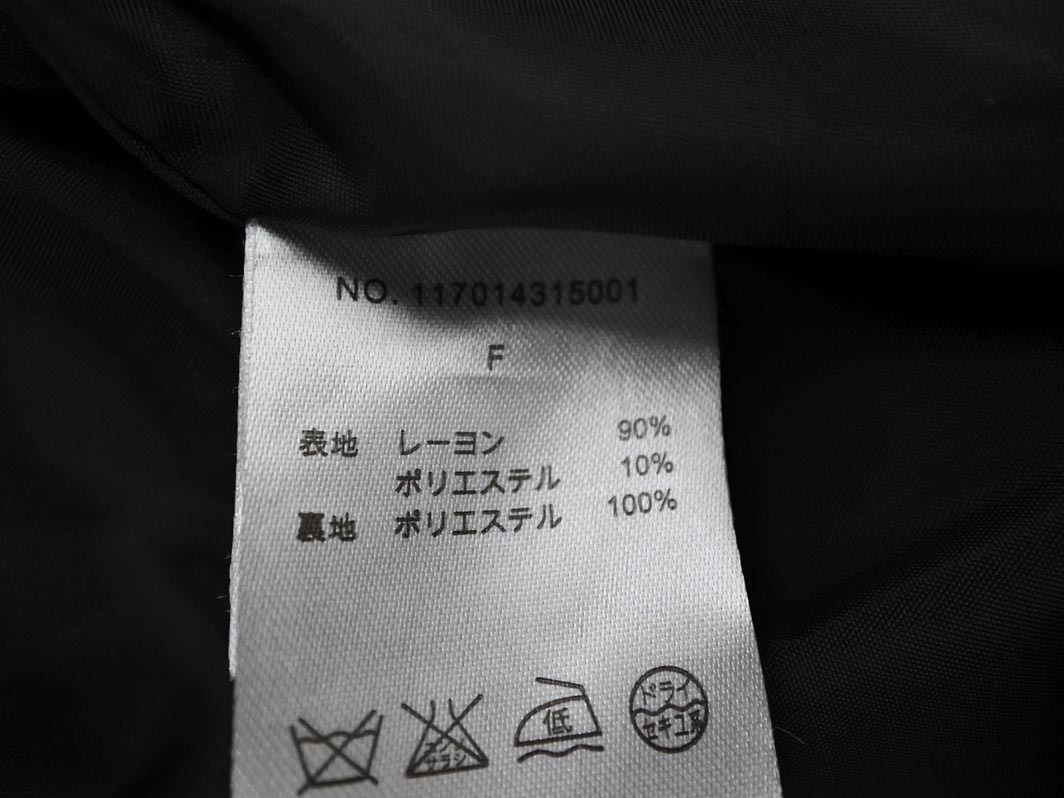 NO. 117014315001
F
表地 レーヨン 90%
ポリエステル 10%
裏地 ポリエステル 100%
エンソ サラシ
低
ドライ
セキユ系